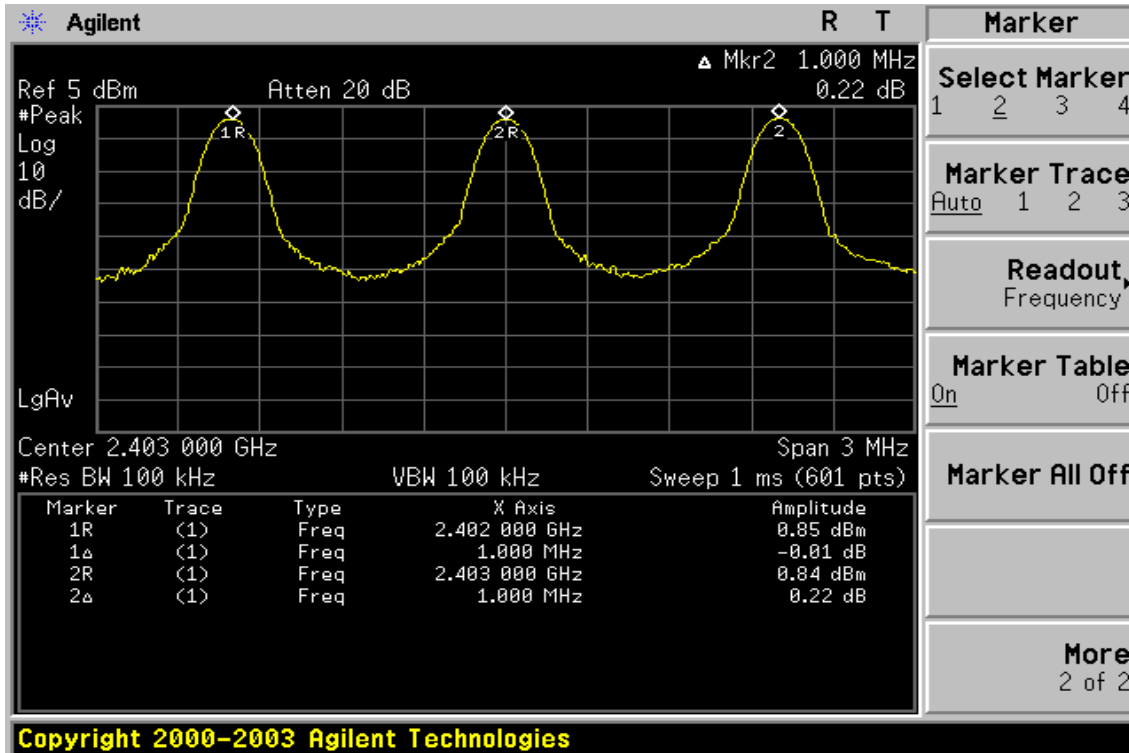 Agilent R T
Δ Mkr2 1.000 MHz
Ref 5 dBm Atten 20 dB 0.22 dB
#Peak
Log
10
dB/
1R 2R 2
LgAv
Center 2.403 000 GHz Span 3 MHz
#Res BW 100 kHz VBW 100 kHz Sweep 1 ms (601 pts)
Marker Trace Type X Axis Amplitude
1R (1) Freq 2.402 000 GHz 0.85 dBm
1Δ (1) Freq 1.000 MHz -0.01 dB
2R (1) Freq 2.403 000 GHz 0.84 dBm
2Δ (1) Freq 1.000 MHz 0.22 dB
Marker
Select Marker
1 2 3 4
Marker Trace
Auto 1 2 3
Readout
Frequency
Marker Table
On Off
Marker All Off
More
2 of 2
Copyright 2000-2003 Agilent Technologies